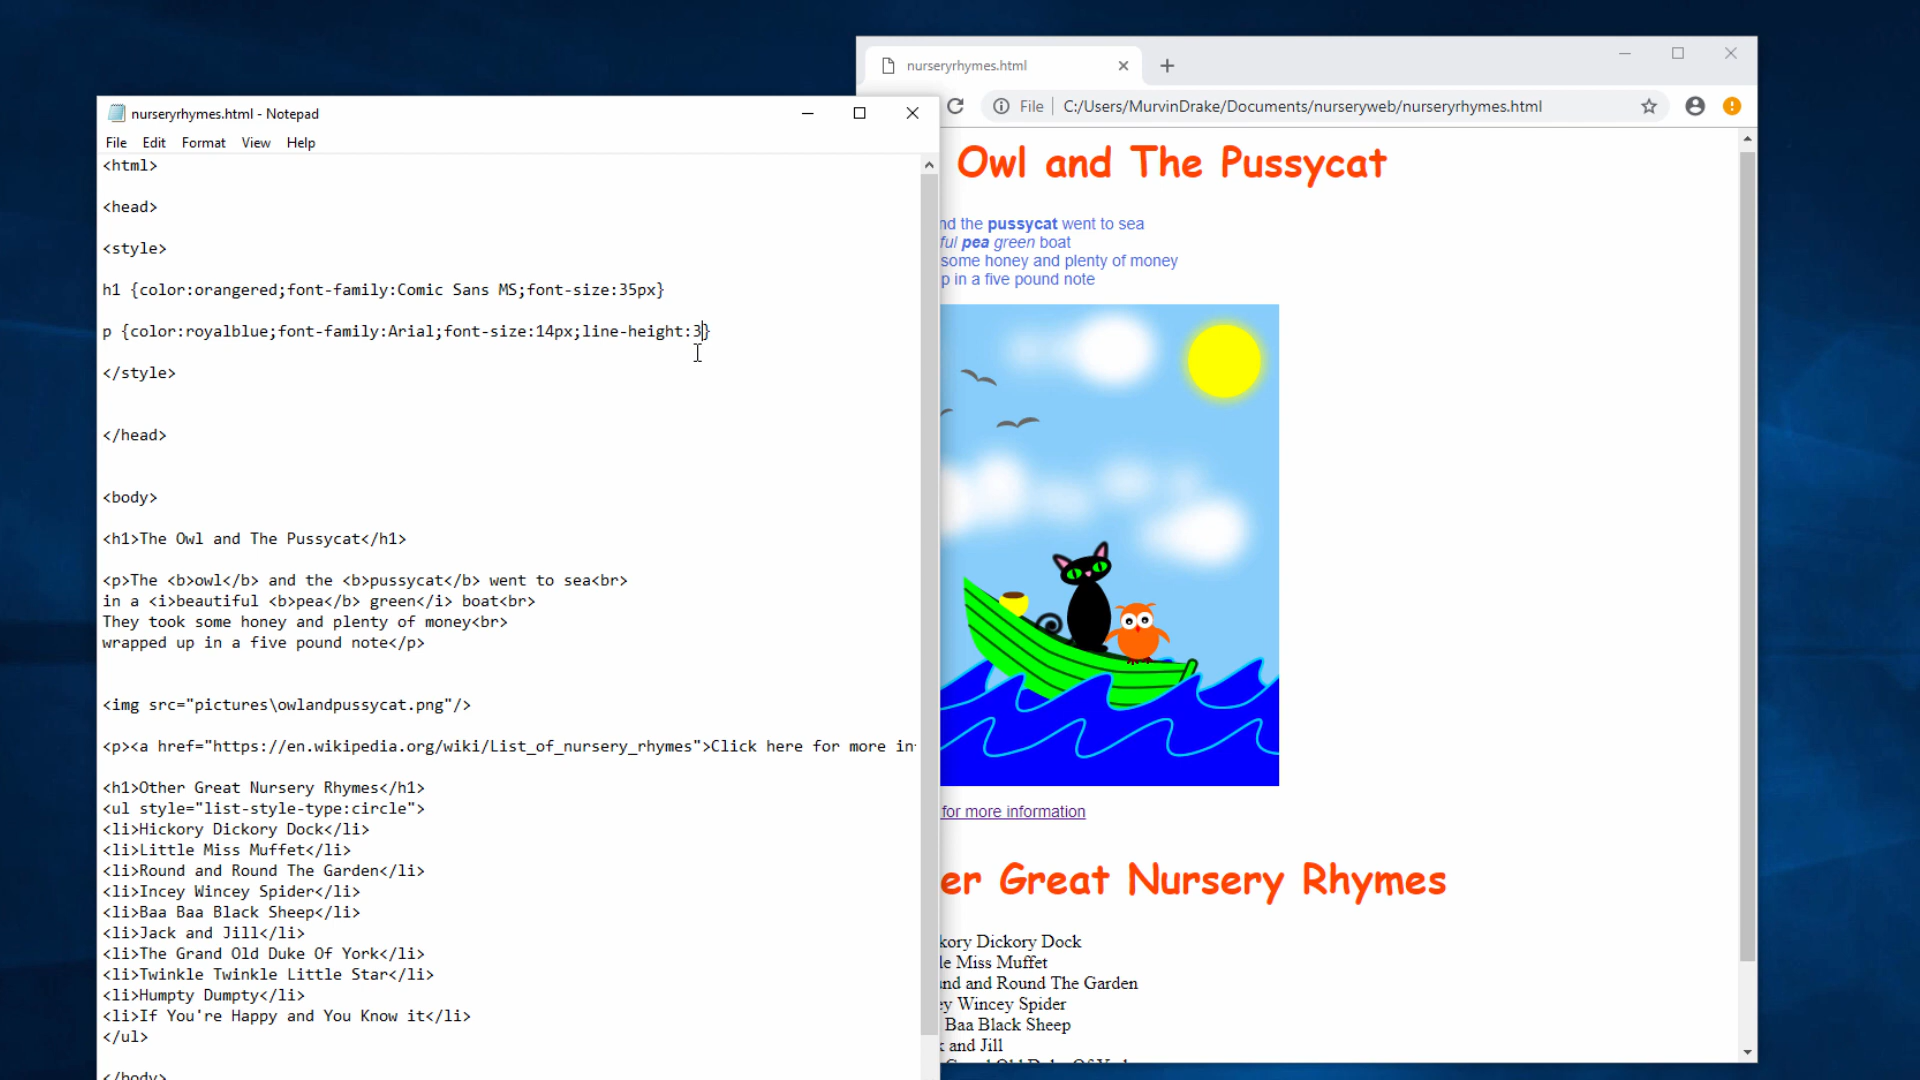 nurseryrhymes.html - Notepad
File Edit Format View Help
<html>
<head>
<style>
h1 {color:orangered;font-family:Comic Sans MS;font-size:35px}
p {color:royalblue;font-family:Arial;font-size:14px;line-height:3}
</style>
</head>
<body>
<h1>The Owl and The Pussycat</h1>
<p>The <b>owl</b> and the <b>pussycat</b> went to sea<br>
in a <i>beautiful <b>pea</b> green</i> boat<br>
They took some honey and plenty of money<br>
wrapped up in a five pound note</p>
<img src="pictures\owlandpussycat.png"/>
<p><a href="https://en.wikipedia.org/wiki/List_of_nursery_rhymes">Click here for more in
<h1>Other Great Nursery Rhymes</h1>
<ul style="list-style-type:circle">
<li>Hickory Dickory Dock</li>
<li>Little Miss Muffet</li>
<li>Round and Round The Garden</li>
<li>Incey Wincey Spider</li>
<li>Baa Baa Black Sheep</li>
<li>Jack and Jill</li>
<li>The Grand Old Duke Of York</li>
<li>Twinkle Twinkle Little Star</li>
<li>Humpty Dumpty</li>
<li>If You're Happy and You Know it</li>
</ul>
</body>
nurseryrhymes.html
File C:/Users/MurvinDrake/Documents/nurseryweb/nurseryrhymes.html
Owl and The Pussycat
nd the pussycat went to sea
ful pea green boat
some honey and plenty of money
p in a five pound note
for more information
er Great Nursery Rhymes
kory Dickory Dock
le Miss Muffet
and Round The Garden
ey Wincey Spider
Baa Black Sheep
and Jill